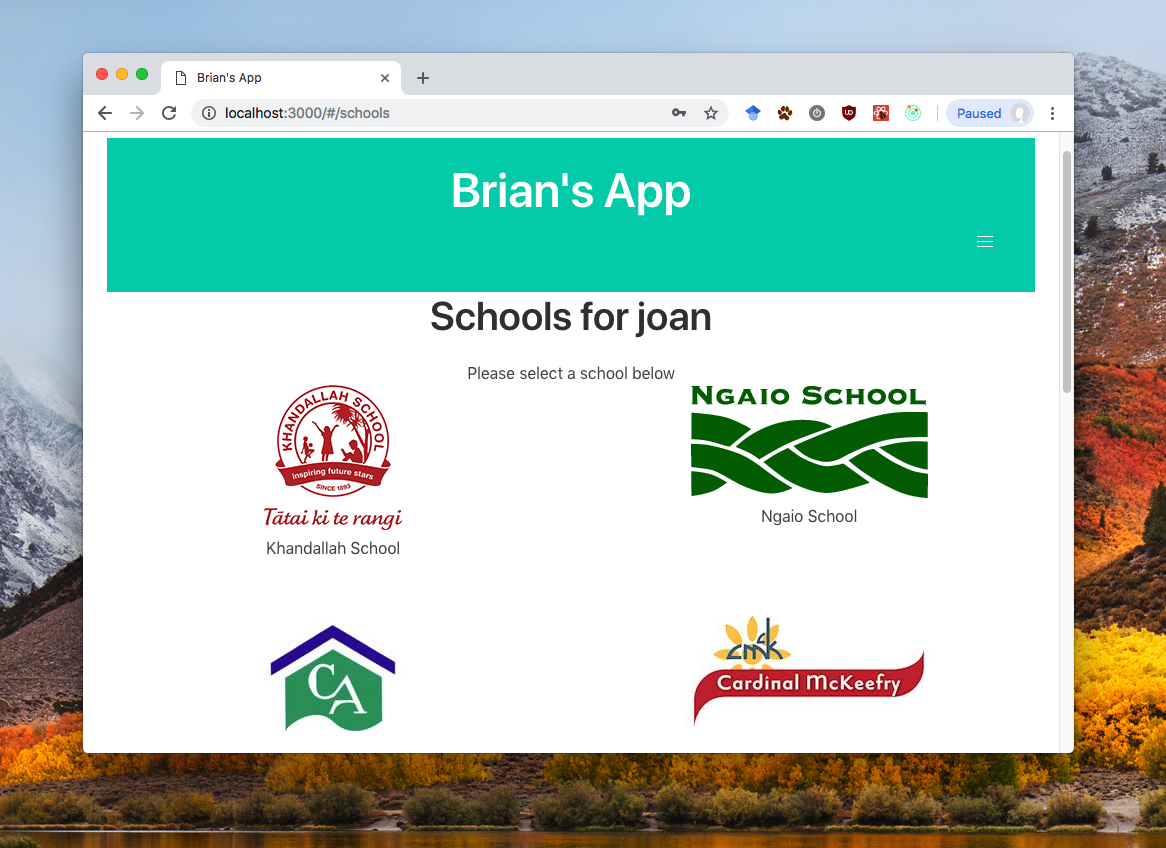 Brian's App
localhost:3000/#/schools
Paused
Brian's App
Schools for joan
Please select a school below
KHANDALLAH SCHOOL
inspiring future stars
SINCE 1893
Tātai ki te rangi
Khandallah School
NGAIO SCHOOL
Ngaio School
CA
cmk
Cardinal McKeefry